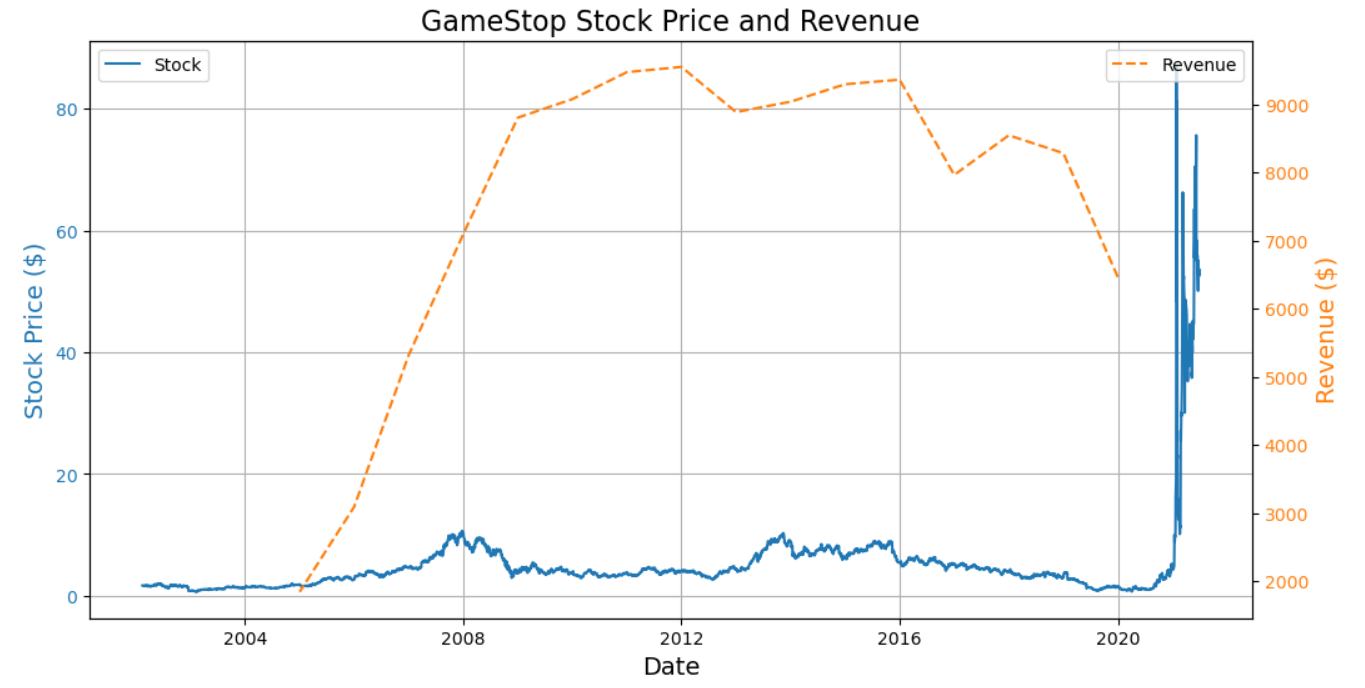 GameStop Stock Price and Revenue
Stock
Revenue
Stock Price ($)
80
60
40
20
0
9000
8000
7000
6000
5000
4000
3000
2000
Revenue ($)
2004 2008 2012 2016 2020
Date